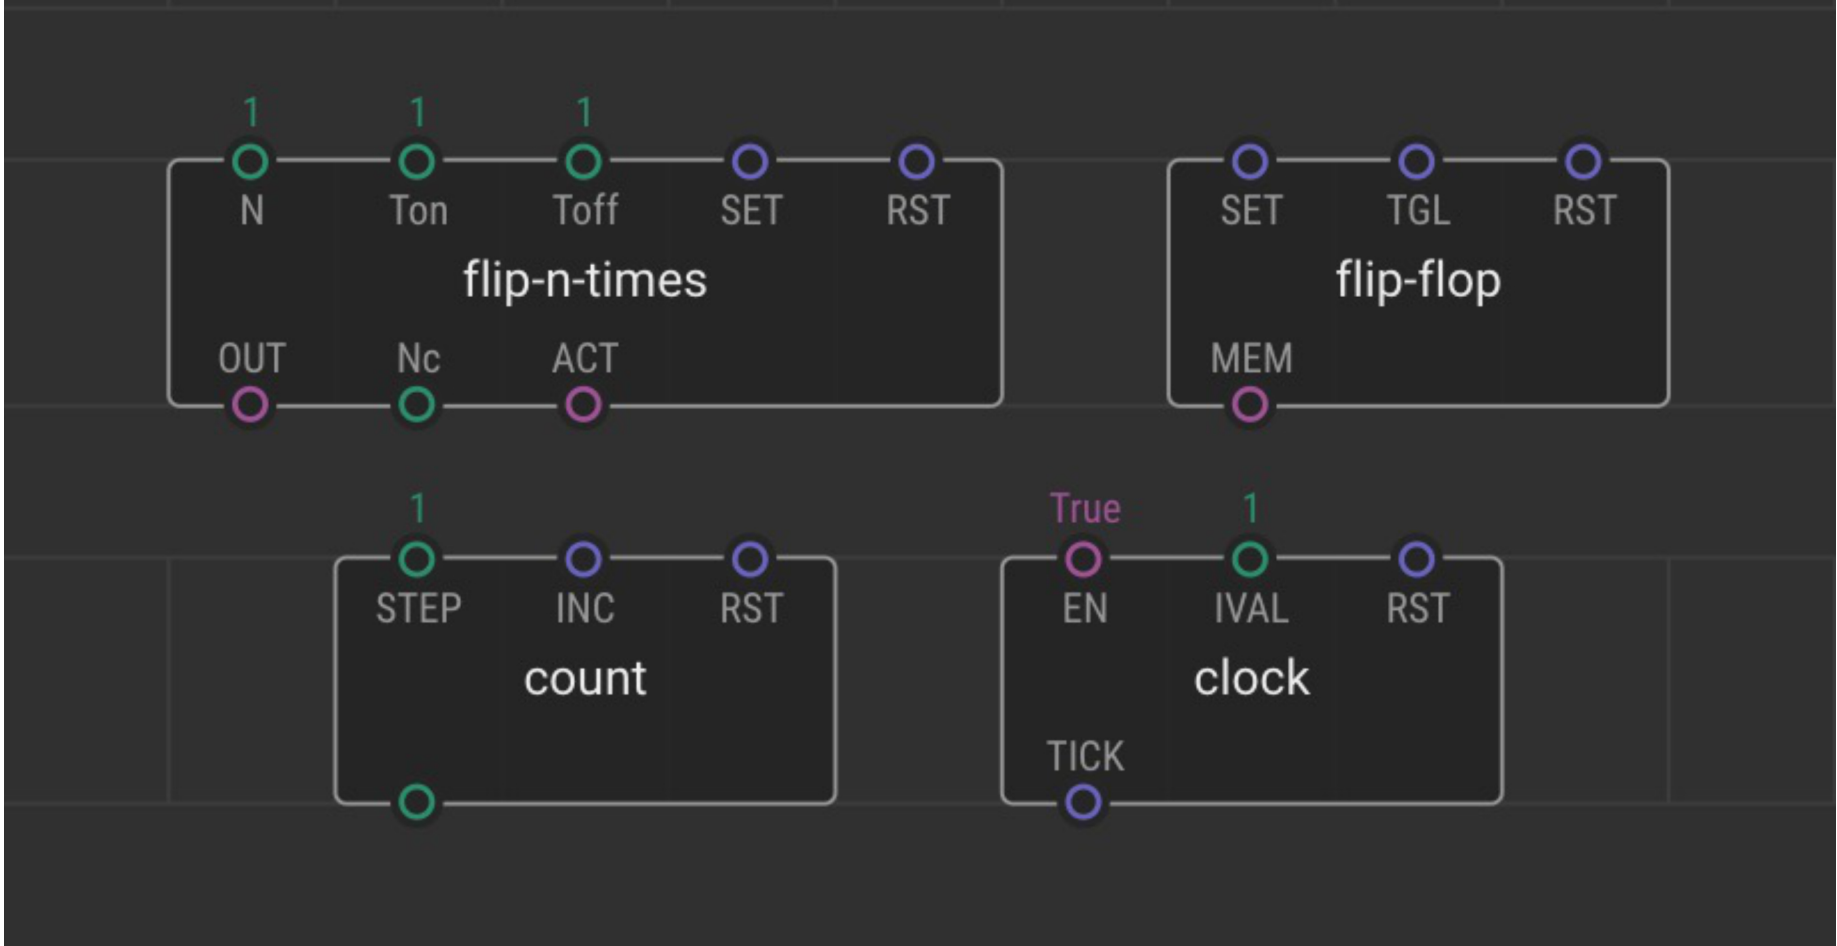 1 1 1
N Ton Toff SET RST SET TGL RST
flip-n-times flip-flop
OUT Nc ACT MEM
1 True 1
STEP INC RST EN IVAL RST
count clock
TICK